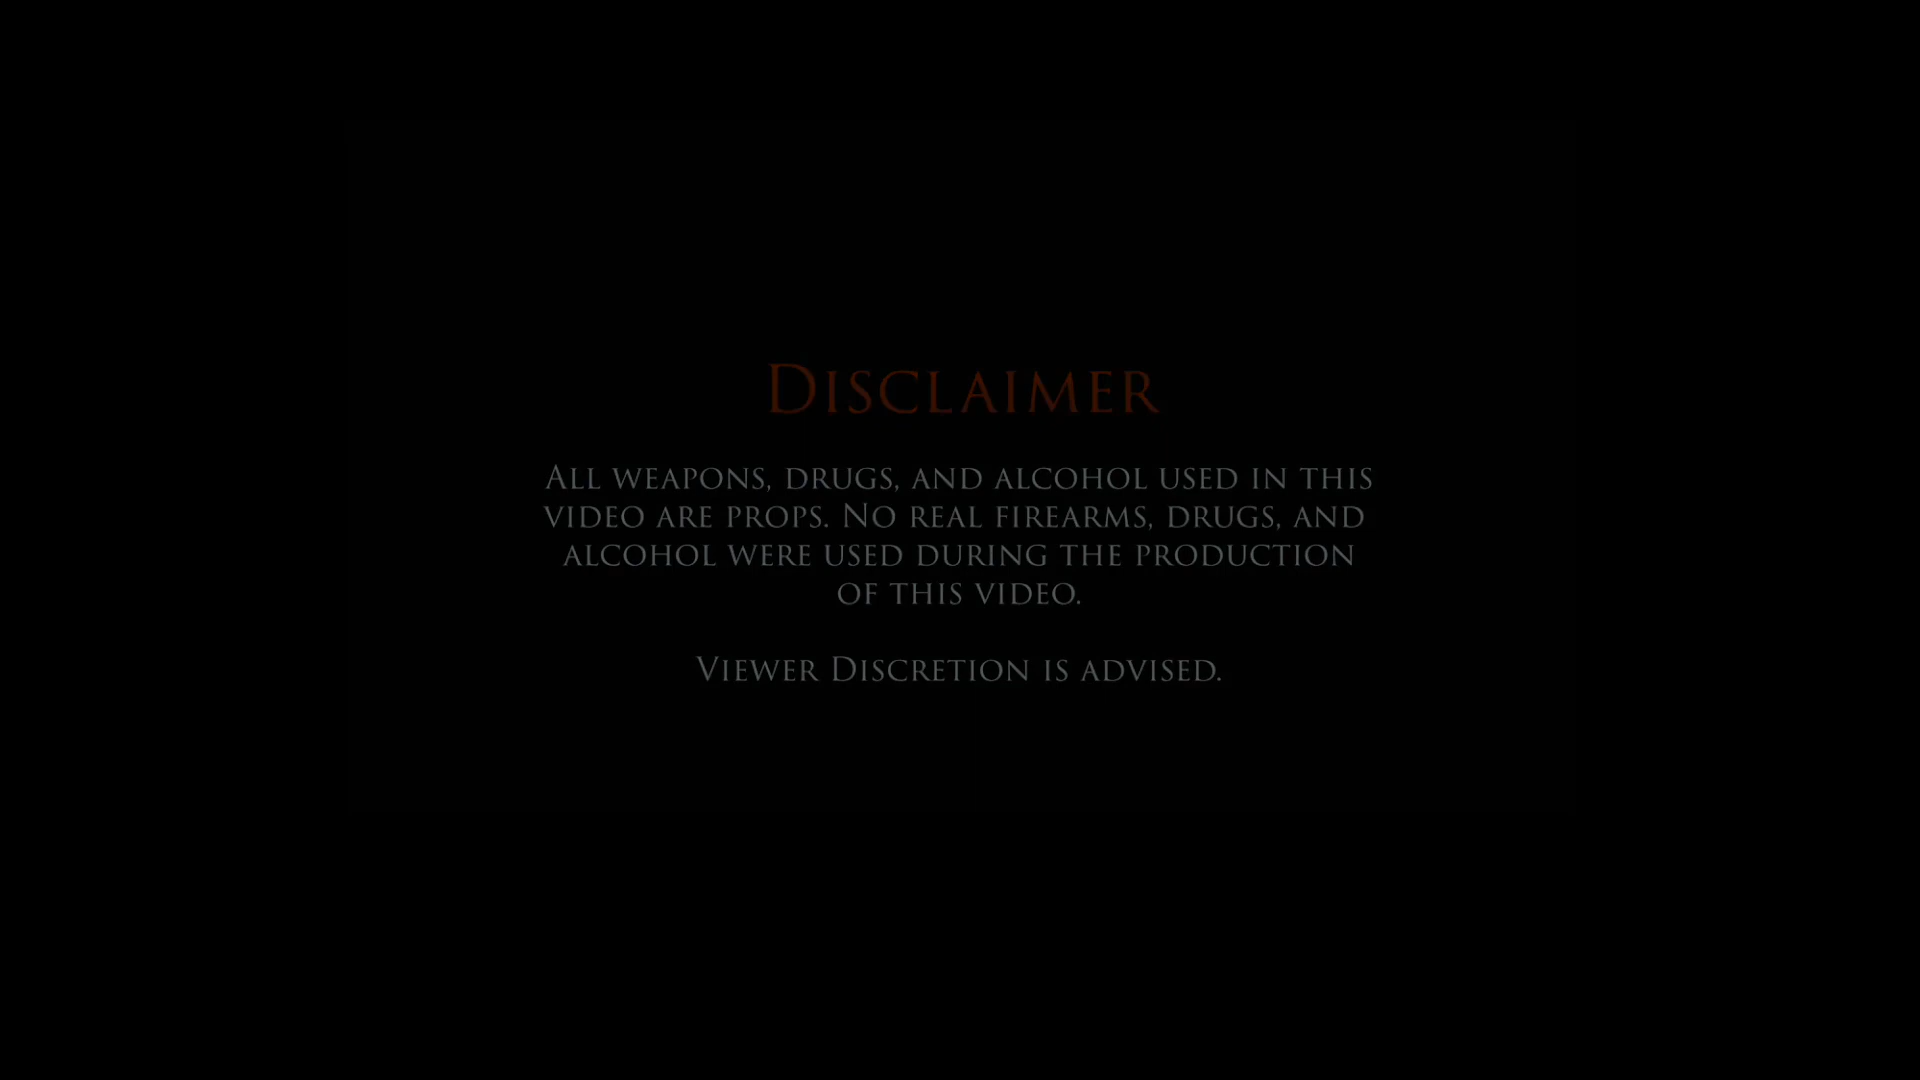 Disclaimer
All weapons, drugs, and alcohol used in this
video are props. No real firearms, drugs, and
alcohol were used during the production
of this video.
Viewer Discretion is advised.